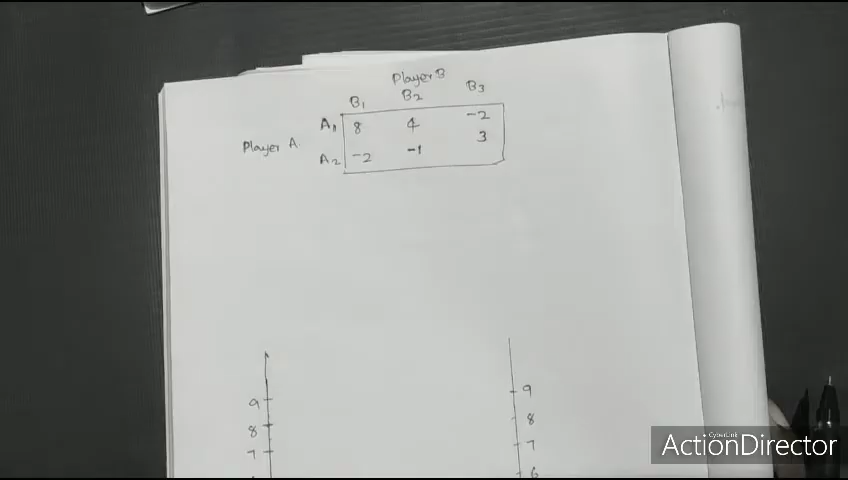 Player B
B1 B2 B3
A1 8 4 -2
Player A. 3
A2 -2 -1
9 9
8 8
7 7
6
CyberLink
ActionDirector